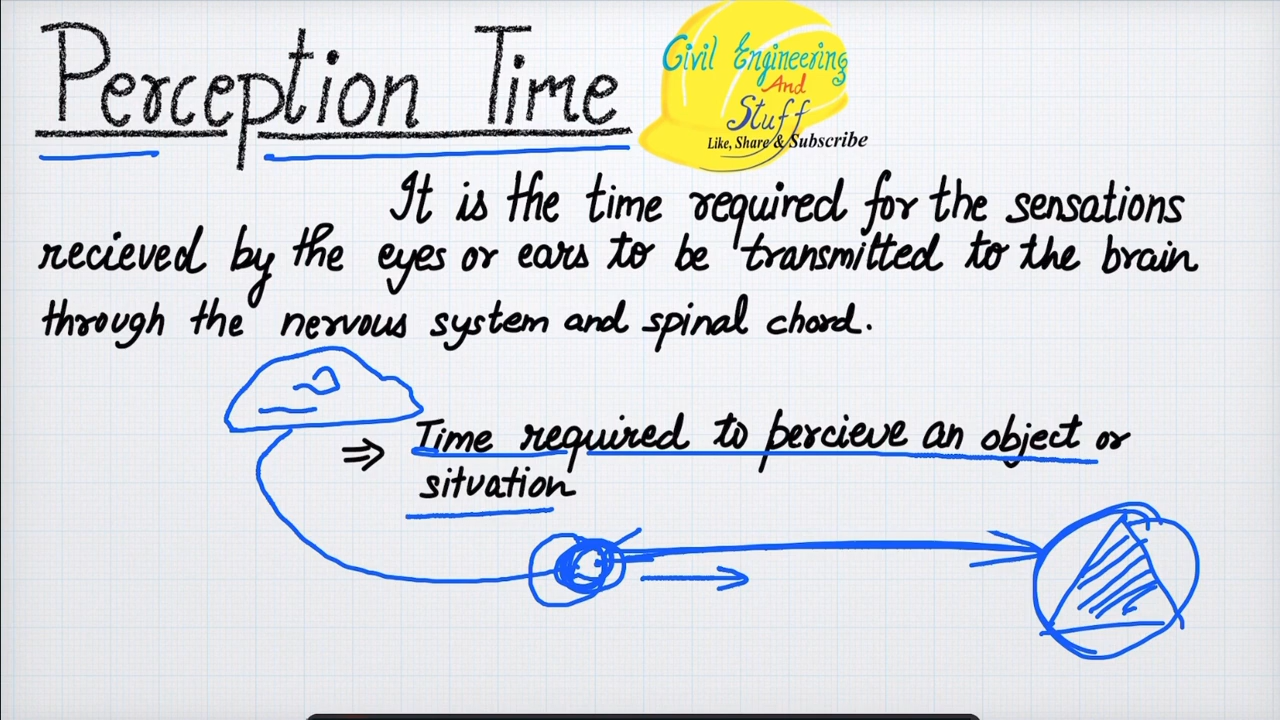 Perception Time
Civil Engineering
And
Stuff
Like, Share & Subscribe
It is the time required for the sensations
recieved by the eyes or ears to be transmitted to the brain
through the nervous system and spinal chord.
⇒ Time required to percieve an object or
situation